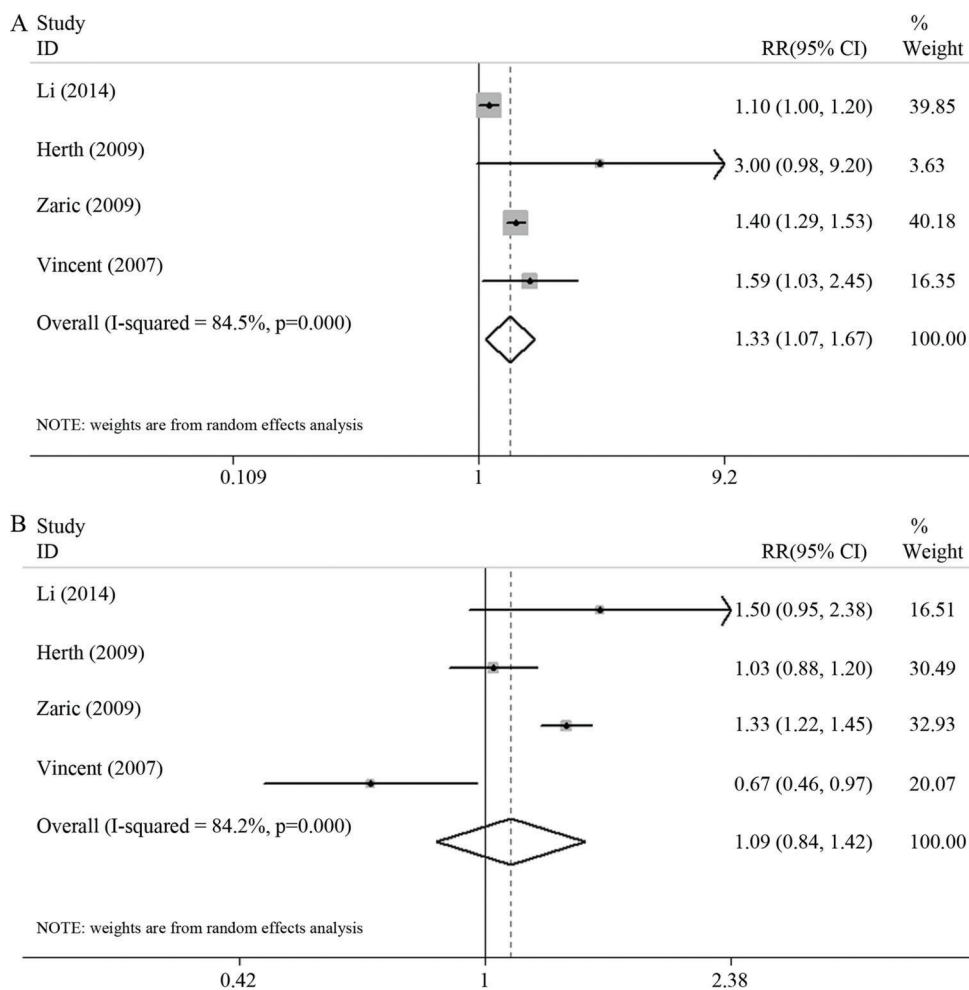 A Study %
ID RR(95% CI) Weight
Li (2014) 1.10 (1.00, 1.20) 39.85
Herth (2009) 3.00 (0.98, 9.20) 3.63
Zaric (2009) 1.40 (1.29, 1.53) 40.18
Vincent (2007) 1.59 (1.03, 2.45) 16.35
Overall (I-squared = 84.5%, p=0.000) 1.33 (1.07, 1.67) 100.00
NOTE: weights are from random effects analysis
0.109 1 9.2
B Study %
ID RR(95% CI) Weight
Li (2014) 1.50 (0.95, 2.38) 16.51
Herth (2009) 1.03 (0.88, 1.20) 30.49
Zaric (2009) 1.33 (1.22, 1.45) 32.93
Vincent (2007) 0.67 (0.46, 0.97) 20.07
Overall (I-squared = 84.2%, p=0.000) 1.09 (0.84, 1.42) 100.00
NOTE: weights are from random effects analysis
0.42 1 2.38